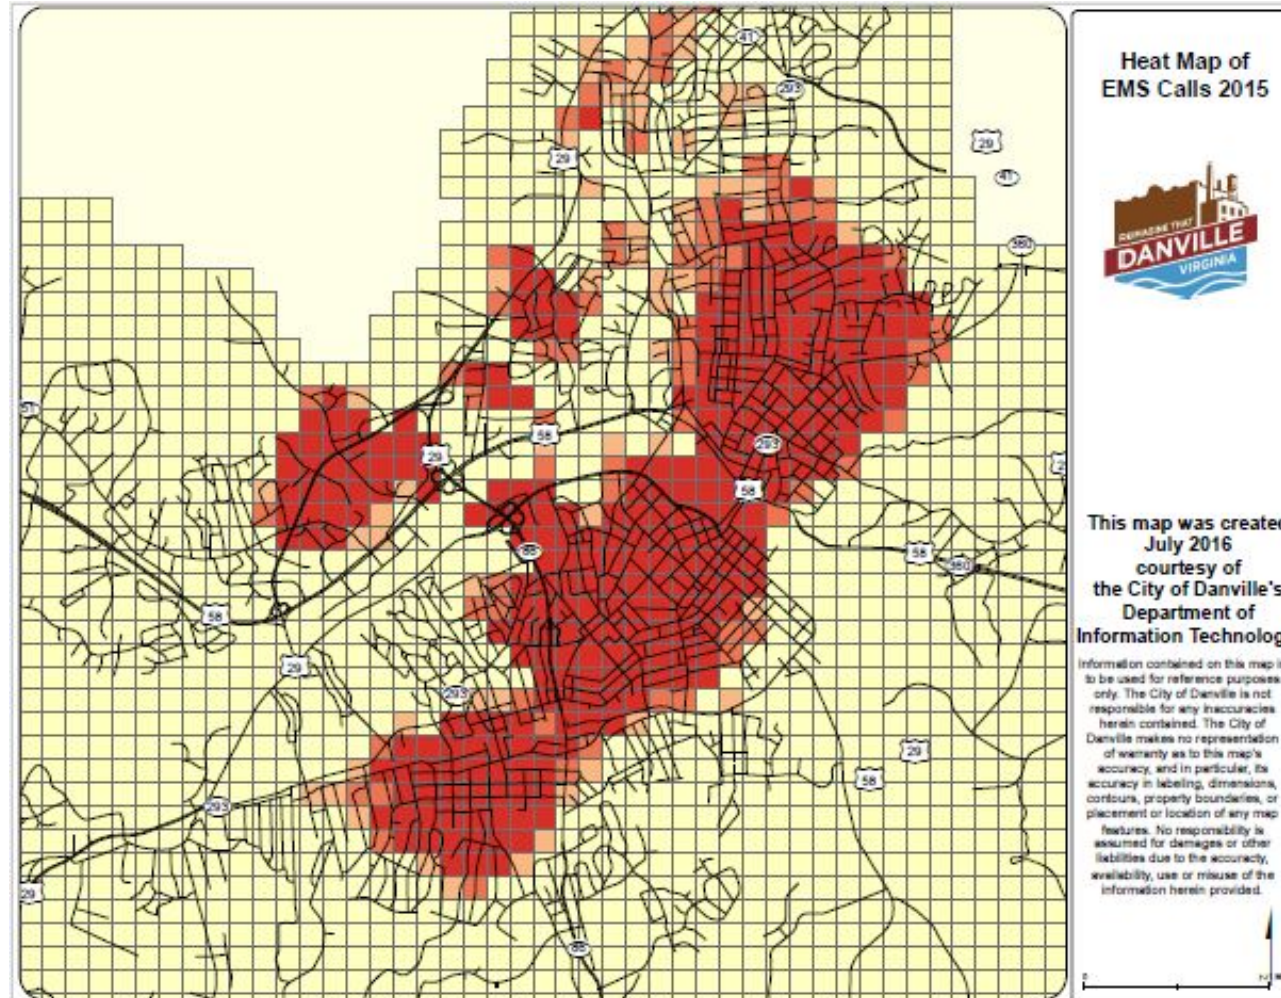 Heat Map of
EMS Calls 2015
REIMAGINE THAT
DANVILLE
VIRGINIA
This map was create
July 2016
courtesy of
the City of Danville's
Department of
Information Technolog
Information contained on this map i
to be used for reference purposes
only. The City of Danville is not
responsible for any inaccuracies
herein contained. The City of
Danville makes no representation
of warranty as to this map's
accuracy, and in particular, its
accuracy in labeling, dimensions,
contours, property boundaries, or
placement or location of any map
features. No responsibility is
assumed for damages or other
liabilities due to the accuracy,
availability, use or misuse of the
information herein provided.
41
293
29
29
41
360
51
58
29
293
58
86
58
360
58
29
293
29
58
293
29
86